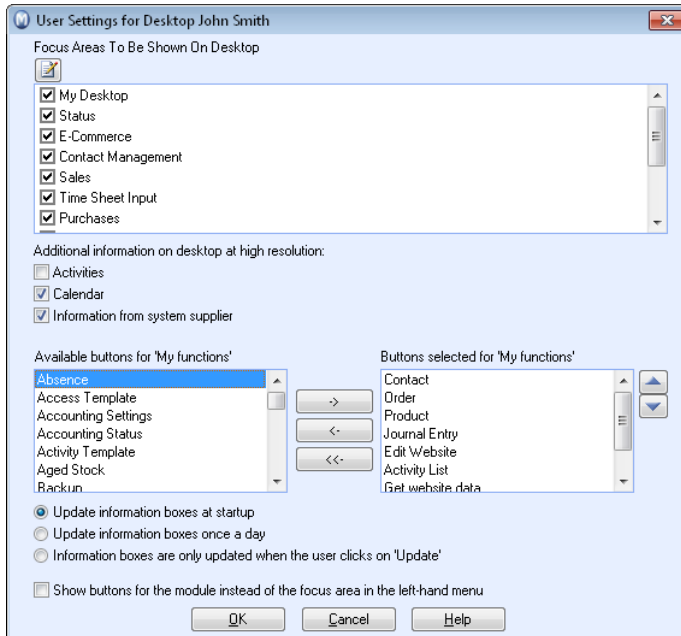 User Settings for Desktop John Smith
Focus Areas To Be Shown On Desktop
My Desktop
Status
E-Commerce
Contact Management
Sales
Time Sheet Input
Purchases
Additional information on desktop at high resolution:
Activities
Calendar
Information from system supplier
Available buttons for 'My functions'
Absence
Access Template
Accounting Settings
Accounting Status
Activity Template
Aged Stock
Backup
->
<-
<<-
Buttons selected for 'My functions'
Contact
Order
Product
Journal Entry
Edit Website
Activity List
Get website data
Update information boxes at startup
Update information boxes once a day
Information boxes are only updated when the user clicks on 'Update'
Show buttons for the module instead of the focus area in the left-hand menu
OK Cancel Help